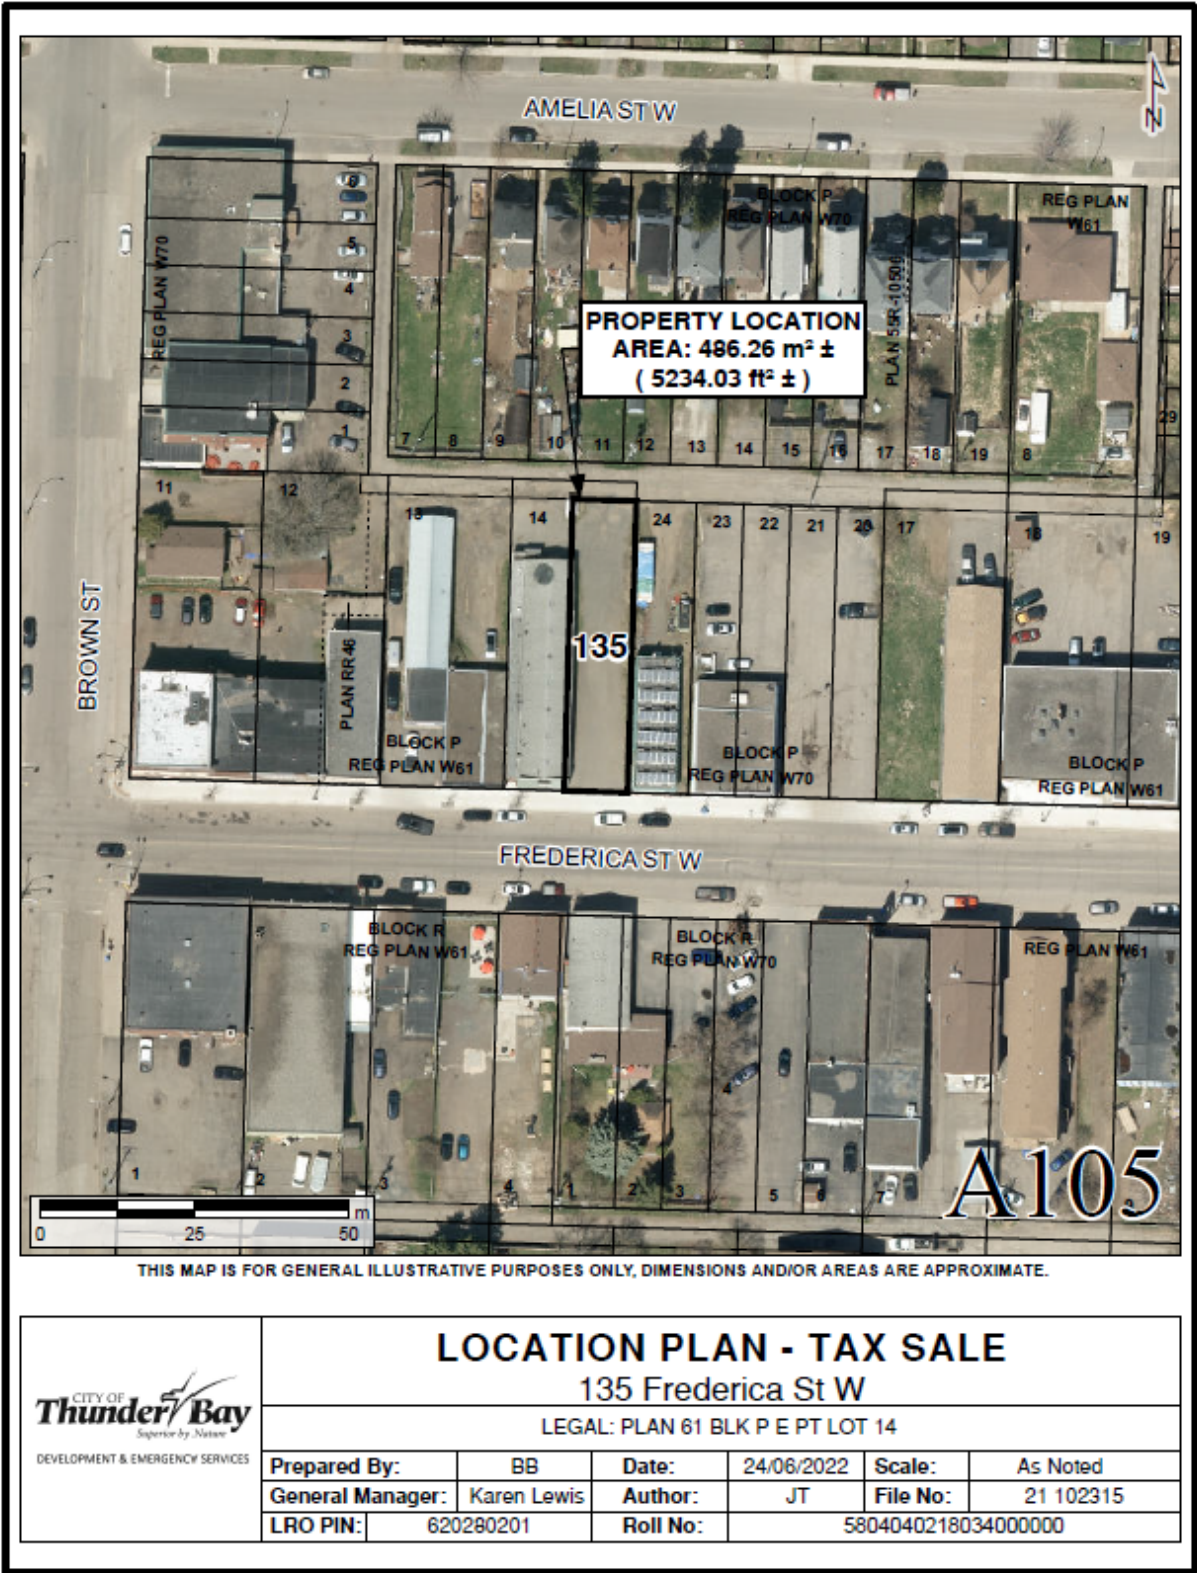 AMELIA ST W
N
BLOCK P
REG PLAN W70
REG PLAN
W61
REG PLAN W70
6
5
4
3
2
1
PLAN 55R-10506
PROPERTY LOCATION
AREA: 486.26 m² ±
( 5234.03 ft² ± )
7
8
9
10
11
12
13
14
15
16
17
18
19
8
29
11
12
13
14
24
23
22
21
20
17
18
19
BROWN ST
135
PLAN RR46
BLOCK P
REG PLAN W61
BLOCK P
REG PLAN W70
BLOCK P
REG PLAN W61
FREDERICA ST W
BLOCK R
REG PLAN W61
BLOCK R
REG PLAN W70
REG PLAN W61
4
1
2
3
4
1
2
3
5
6
7
A105
m
0 25 50
THIS MAP IS FOR GENERAL ILLUSTRATIVE PURPOSES ONLY, DIMENSIONS AND/OR AREAS ARE APPROXIMATE.
CITY OF
Thunder Bay
Superior by Nature
DEVELOPMENT & EMERGENCY SERVICES
LOCATION PLAN - TAX SALE
135 Frederica St W
LEGAL: PLAN 61 BLK P E PT LOT 14
Prepared By: BB Date: 24/06/2022 Scale: As Noted
General Manager: Karen Lewis Author: JT File No: 21 102315
LRO PIN: 620280201 Roll No: 5804040218034000000